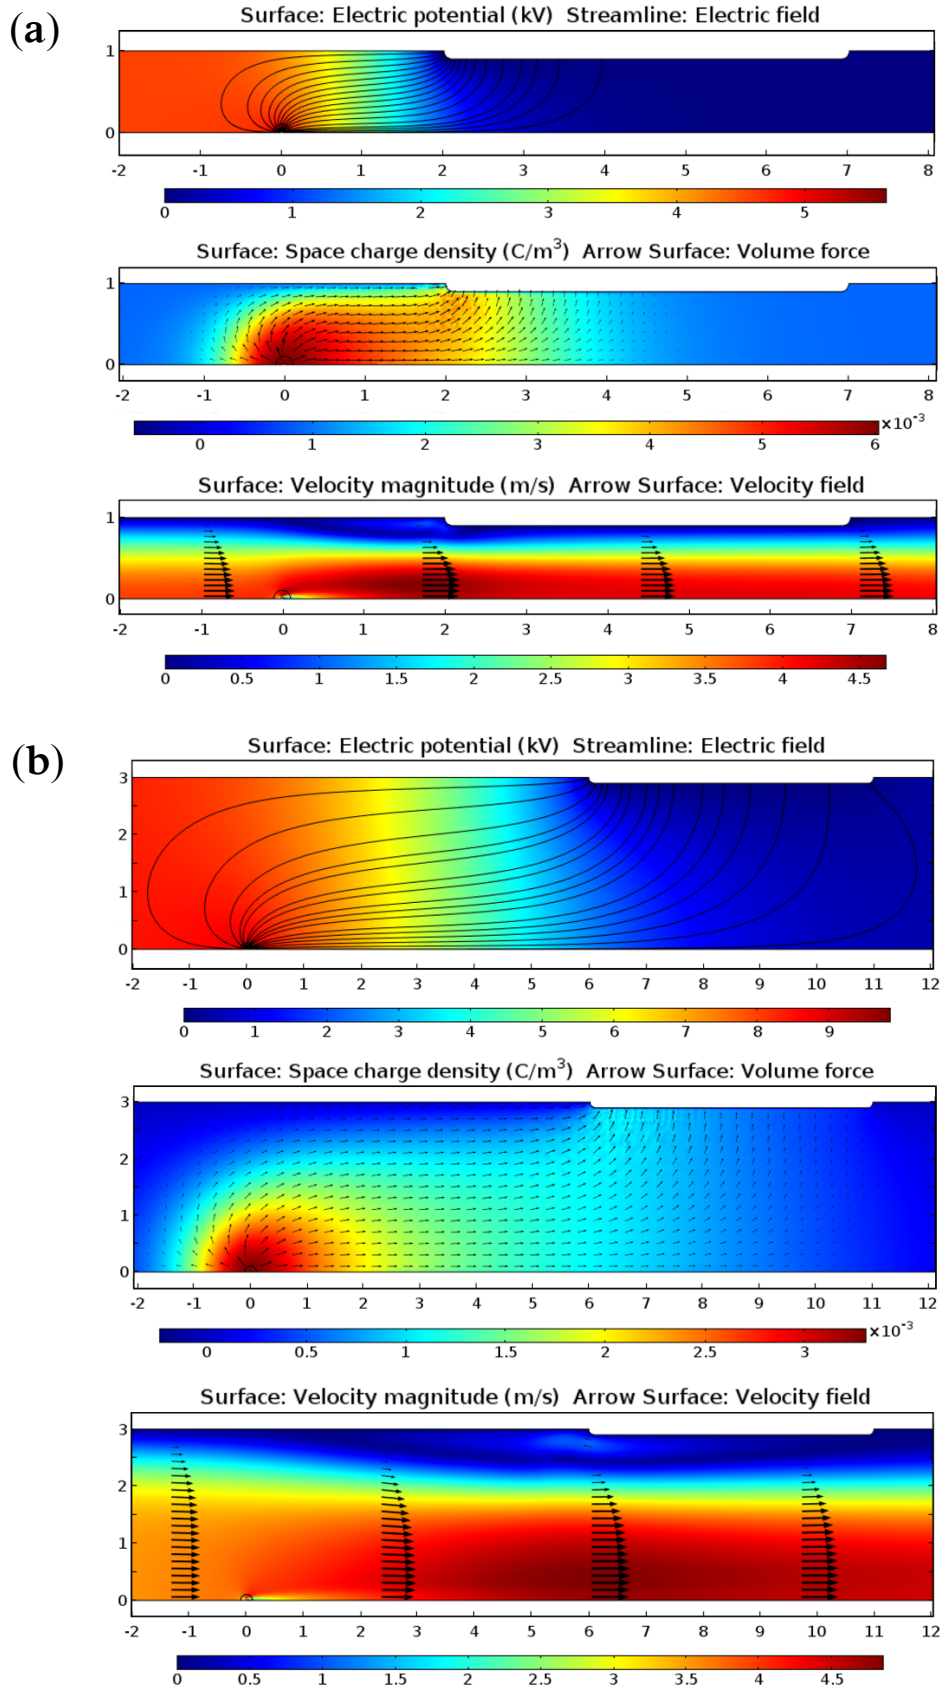 (a)
Surface: Electric potential (kV) Streamline: Electric field
1
0
-2 -1 0 1 2 3 4 5 6 7 8
0 1 2 3 4 5
Surface: Space charge density (C/m³) Arrow Surface: Volume force
1
0
-2 -1 0 1 2 3 4 5 6 7 8
×10⁻³
0 1 2 3 4 5 6
Surface: Velocity magnitude (m/s) Arrow Surface: Velocity field
1
0
-2 -1 0 1 2 3 4 5 6 7 8
0 0.5 1 1.5 2 2.5 3 3.5 4 4.5
(b)
Surface: Electric potential (kV) Streamline: Electric field
3
2
1
0
-2 -1 0 1 2 3 4 5 6 7 8 9 10 11 12
0 1 2 3 4 5 6 7 8 9
Surface: Space charge density (C/m³) Arrow Surface: Volume force
3
2
1
0
-2 -1 0 1 2 3 4 5 6 7 8 9 10 11 12
×10⁻³
0 0.5 1 1.5 2 2.5 3
Surface: Velocity magnitude (m/s) Arrow Surface: Velocity field
3
2
1
0
-2 -1 0 1 2 3 4 5 6 7 8 9 10 11 12
0 0.5 1 1.5 2 2.5 3 3.5 4 4.5